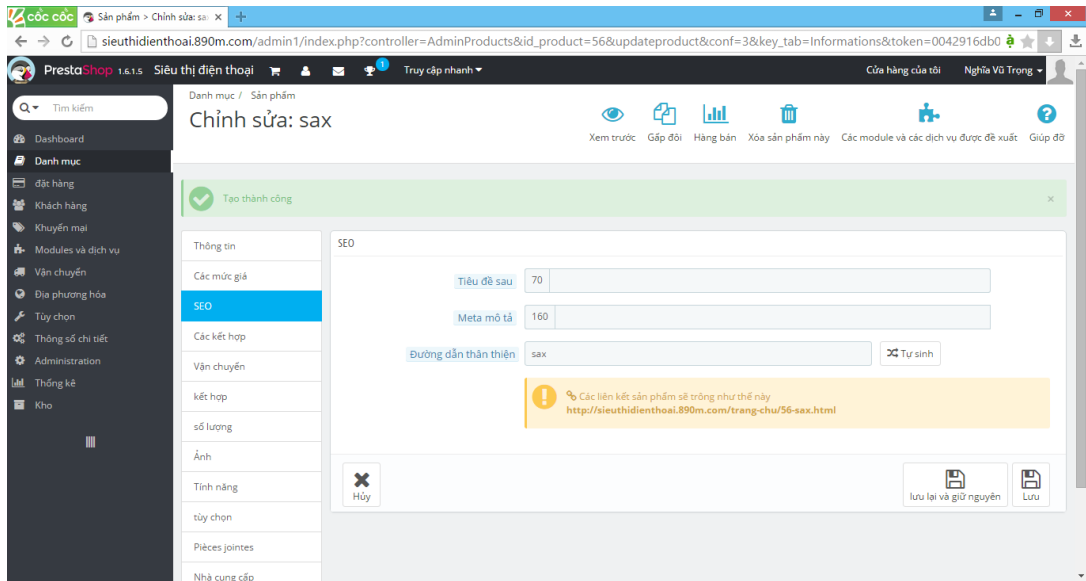 cốc cốc Sản phẩm > Chỉnh sửa: sa
sieuthidienthoai.890m.com/admin1/index.php?controller=AdminProducts&id_product=56&updateproduct&conf=3&key_tab=Informations&token=0042916db0
PrestaShop 1.6.1.5 Siêu thị điện thoại 1 Truy cập nhanh Cửa hàng của tôi Nghĩa Vũ Trọng
Tìm kiếm
Dashboard
Danh mục
đặt hàng
Khách hàng
Khuyến mại
Modules và dịch vụ
Vận chuyển
Địa phương hóa
Tùy chọn
Thông số chi tiết
Administration
Thống kê
Kho
Danh mục / Sản phẩm
Chỉnh sửa: sax
Xem trước Gấp đôi Hàng bán Xóa sản phẩm này Các module và các dịch vụ được đề xuất Giúp đỡ
Tạo thành công
Thông tin
Các mức giá
SEO
Các kết hợp
Vận chuyển
kết hợp
số lượng
Ảnh
Tính năng
tùy chọn
Pièces jointes
Nhà cung cấp
SEO
Tiêu đề sau 70
Meta mô tả 160
Đường dẫn thân thiện sax Tự sinh
Các liên kết sản phẩm sẽ trông như thế này
http://sieuthidienthoai.890m.com/trang-chu/56-sax.html
Hủy lưu lại và giữ nguyên Lưu